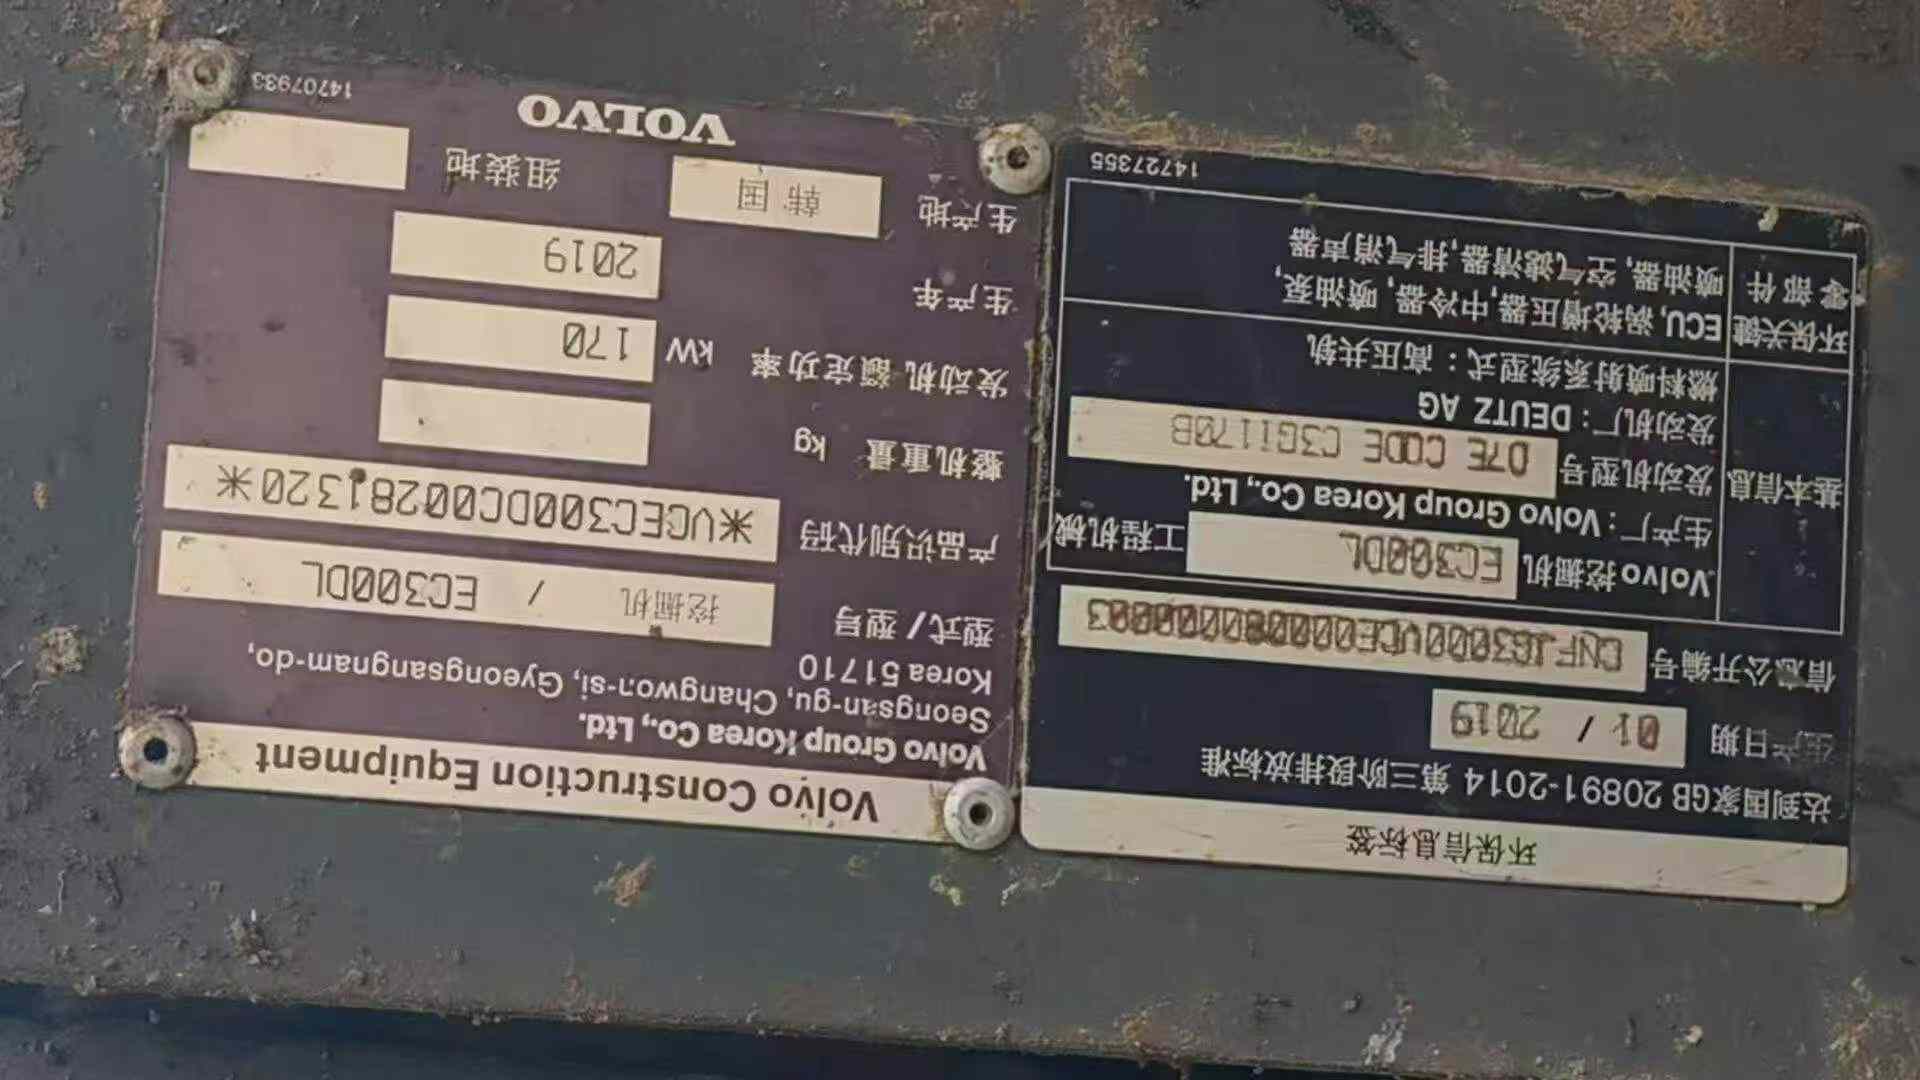 环保信息标签
达到国家GB 20891-2014 第三阶段排放标准
生产日期 01 / 2019
信息公开编号
基本信息
Volvo挖掘机 EC300DL 工程机械
生产厂: Volvo Group Korea Co., Ltd.
发动机型号 D7E CODE C3GI170B
发动机厂: DEUTZ AG
燃料喷射系统型式: 高压共轨
环保关键零部件
ECU, 涡轮增压器,中冷器, 喷油泵,
喷油器, 空气滤清器,排气消声器
14727355
Volvo Construction Equipment
Volvo Group Korea Co., Ltd.
Seongsan-gu, Changwon-si, Gyeongsangnam-do,
Korea 51710
型式/型号 挖掘机 / EC300DL
产品识别代码 *VCEC300DC00281320*
整机重量 kg
发动机额定功率 170 kW
生产年 2019
生产地 韩国 组装地
VOLVO
14707933